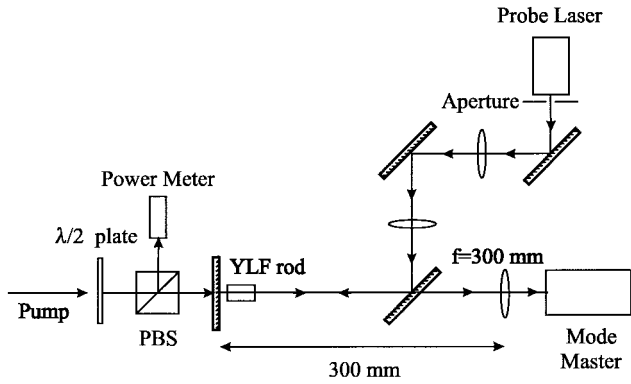 Probe Laser
Aperture
Power Meter
λ/2 plate
YLF rod
f=300 mm
Pump
PBS
Mode
Master
300 mm